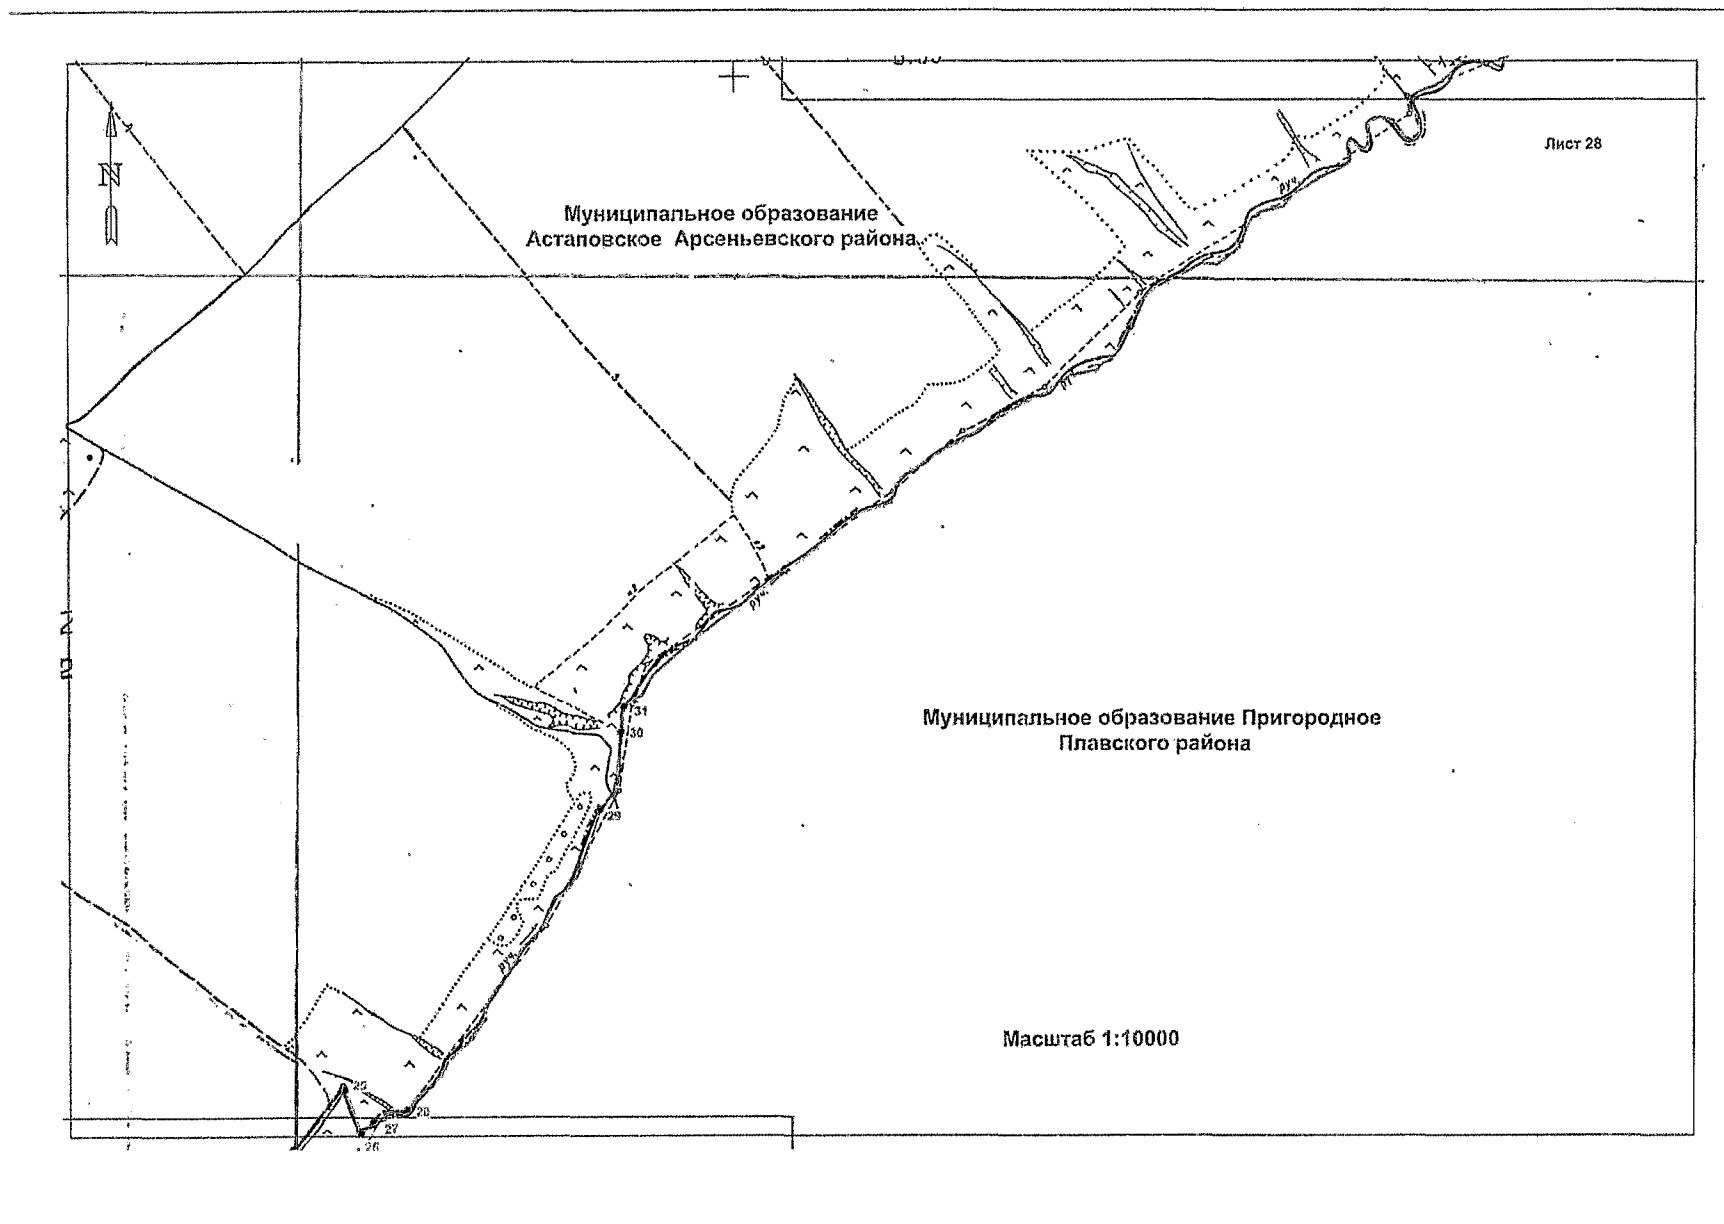 Лист 28
N
Муниципальное образование
Астаповское Арсеньевского района
руч.
руч.
31
30
Муниципальное образование Пригородное
Плавского района
29
руч.
Масштаб 1:10000
25
28
27
26